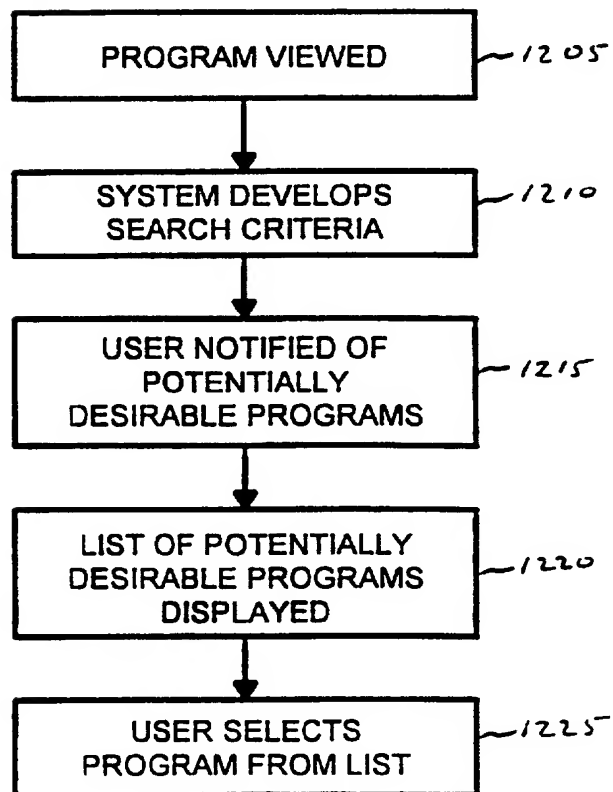 PROGRAM VIEWED
1205
SYSTEM DEVELOPS
SEARCH CRITERIA
1210
USER NOTIFIED OF
POTENTIALLY
DESIRABLE PROGRAMS
1215
LIST OF POTENTIALLY
DESIRABLE PROGRAMS
DISPLAYED
1220
USER SELECTS
PROGRAM FROM LIST
1225